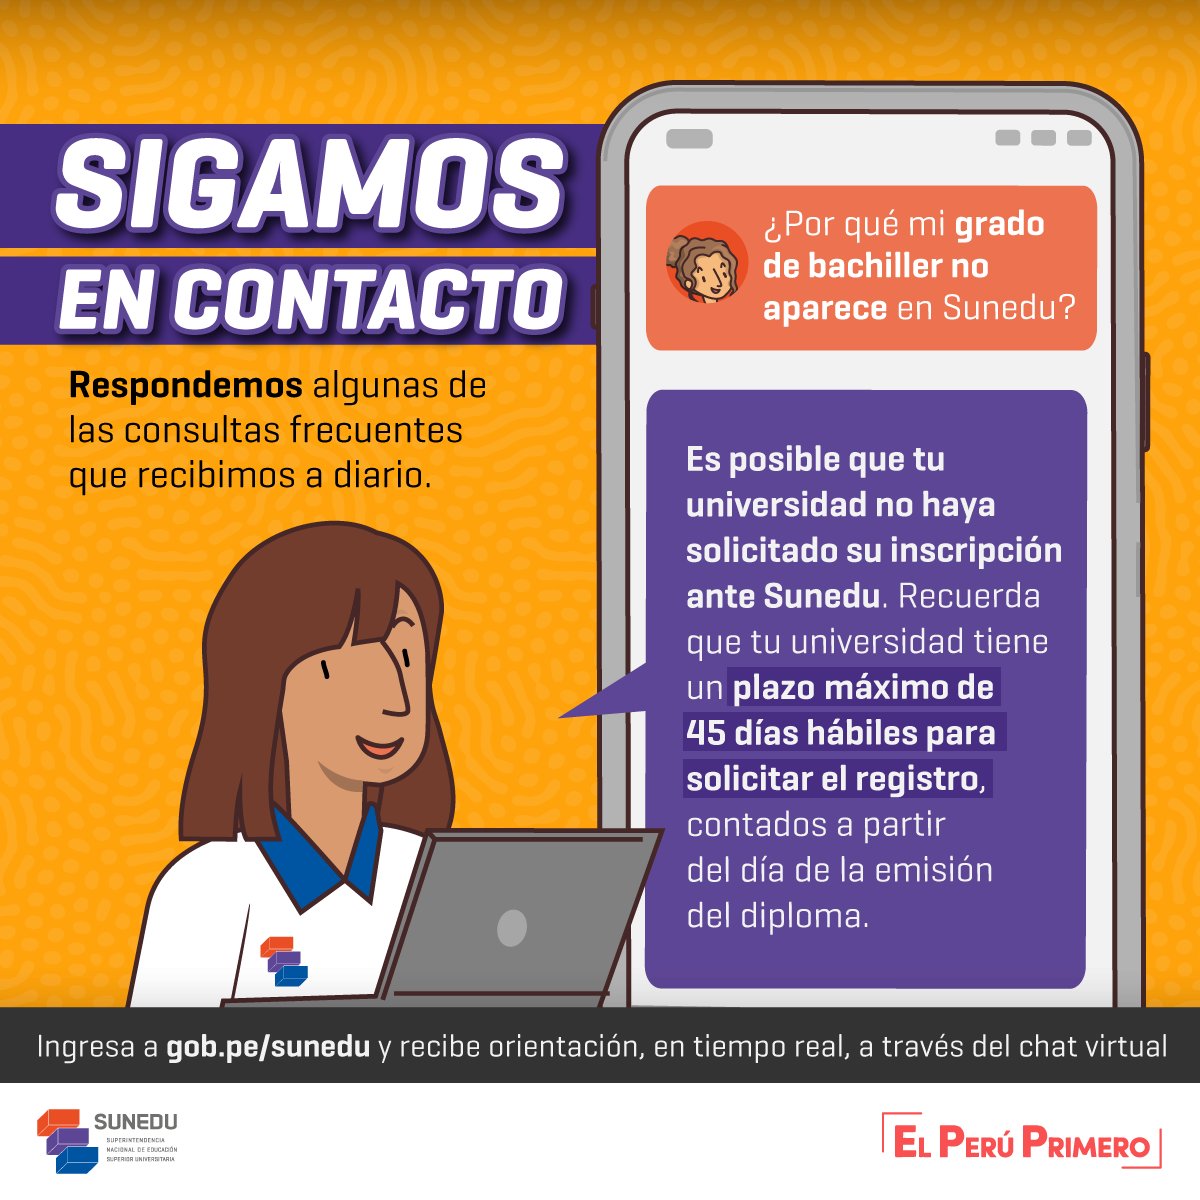 SIGAMOS
EN CONTACTO
Respondemos algunas de
las consultas frecuentes
que recibimos a diario.
¿Por qué mi grado
de bachiller no
aparece en Sunedu?
Es posible que tu
universidad no haya
solicitado su inscripción
ante Sunedu. Recuerda
que tu universidad tiene
un plazo máximo de
45 días hábiles para
solicitar el registro,
contados a partir
del día de la emisión
del diploma.
Ingresa a gob.pe/sunedu y recibe orientación, en tiempo real, a través del chat virtual
SUNEDU
SUPERINTENDENCIA
NACIONAL DE EDUCACIÓN
SUPERIOR UNIVERSITARIA
EL PERÚ PRIMERO